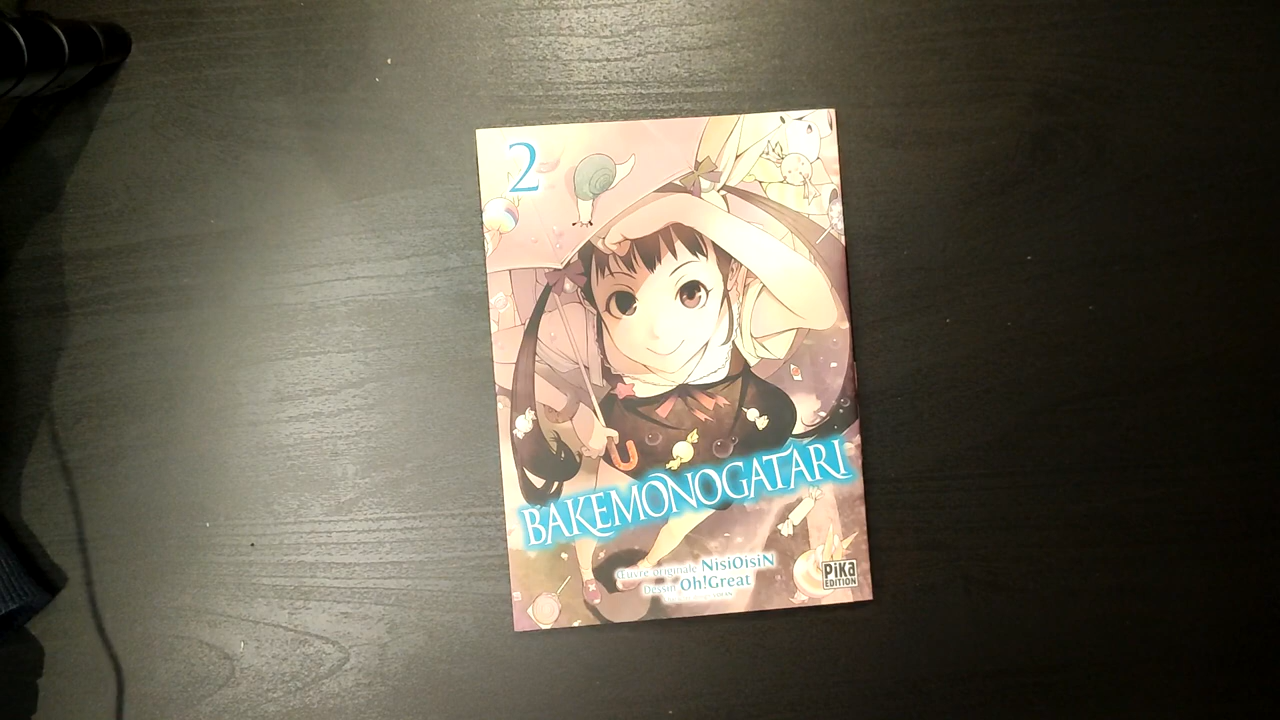 2
BAKEMONOGATARI
Œuvre originale NisiOisiN
Dessin Oh!Great
Pika
EDITION